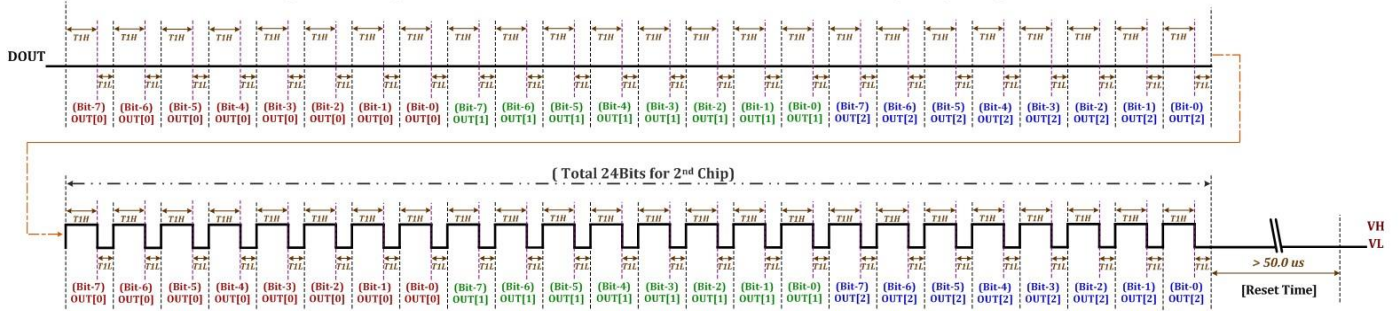 T1H T1H T1H T1H T1H T1H T1H T1H T1H T1H T1H T1H T1H T1H T1H T1H T1H T1H T1H T1H T1H T1H T1H T1H
DOUT
T1L T1L T1L T1L T1L T1L T1L T1L T1L T1L T1L T1L T1L T1L T1L T1L T1L T1L T1L T1L T1L T1L T1L T1L
(Bit-7) (Bit-6) (Bit-5) (Bit-4) (Bit-3) (Bit-2) (Bit-1) (Bit-0) (Bit-7) (Bit-6) (Bit-5) (Bit-4) (Bit-3) (Bit-2) (Bit-1) (Bit-0) (Bit-7) (Bit-6) (Bit-5) (Bit-4) (Bit-3) (Bit-2) (Bit-1) (Bit-0)
OUT[0] OUT[0] OUT[0] OUT[0] OUT[0] OUT[0] OUT[0] OUT[0] OUT[1] OUT[1] OUT[1] OUT[1] OUT[1] OUT[1] OUT[1] OUT[1] OUT[2] OUT[2] OUT[2] OUT[2] OUT[2] OUT[2] OUT[2] OUT[2]
( Total 24Bits for 2nd Chip)
T1H T1H T1H T1H T1H T1H T1H T1H T1H T1H T1H T1H T1H T1H T1H T1H T1H T1H T1H T1H T1H T1H T1H T1H
VH
VL
T1L T1L T1L T1L T1L T1L T1L T1L T1L T1L T1L T1L T1L T1L T1L T1L T1L T1L T1L T1L T1L T1L T1L T1L
> 50.0 us
(Bit-7) (Bit-6) (Bit-5) (Bit-4) (Bit-3) (Bit-2) (Bit-1) (Bit-0) (Bit-7) (Bit-6) (Bit-5) (Bit-4) (Bit-3) (Bit-2) (Bit-1) (Bit-0) (Bit-7) (Bit-6) (Bit-5) (Bit-4) (Bit-3) (Bit-2) (Bit-1) (Bit-0)
OUT[0] OUT[0] OUT[0] OUT[0] OUT[0] OUT[0] OUT[0] OUT[0] OUT[1] OUT[1] OUT[1] OUT[1] OUT[1] OUT[1] OUT[1] OUT[1] OUT[2] OUT[2] OUT[2] OUT[2] OUT[2] OUT[2] OUT[2] OUT[2]
[Reset Time]